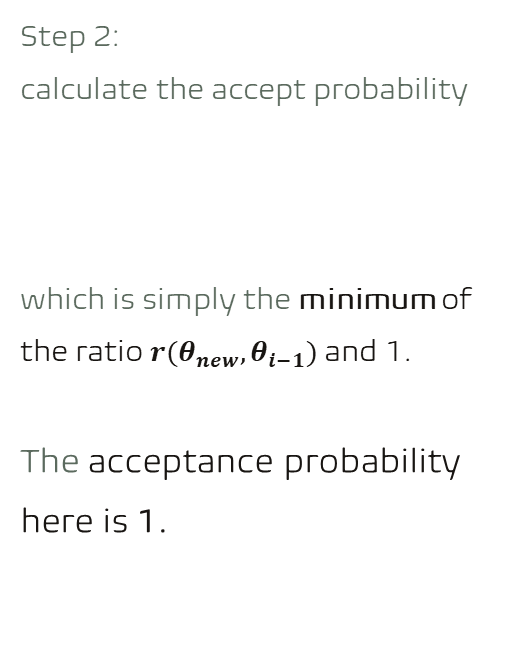 Step 2:
calculate the accept probability
which is simply the minimum of
the ratio r(θnew, θi−1) and 1.
The acceptance probability
here is 1.